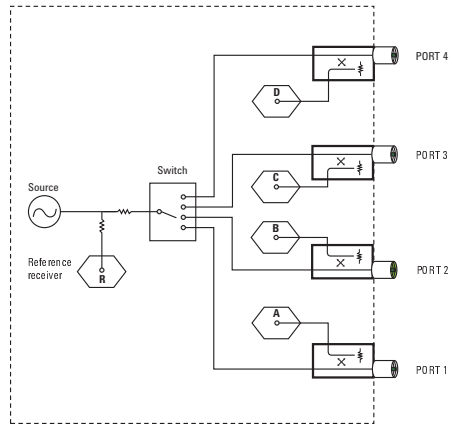 PORT 4
D
PORT 3
C
Switch
Source
B
Reference
receiver
R
PORT 2
A
PORT 1